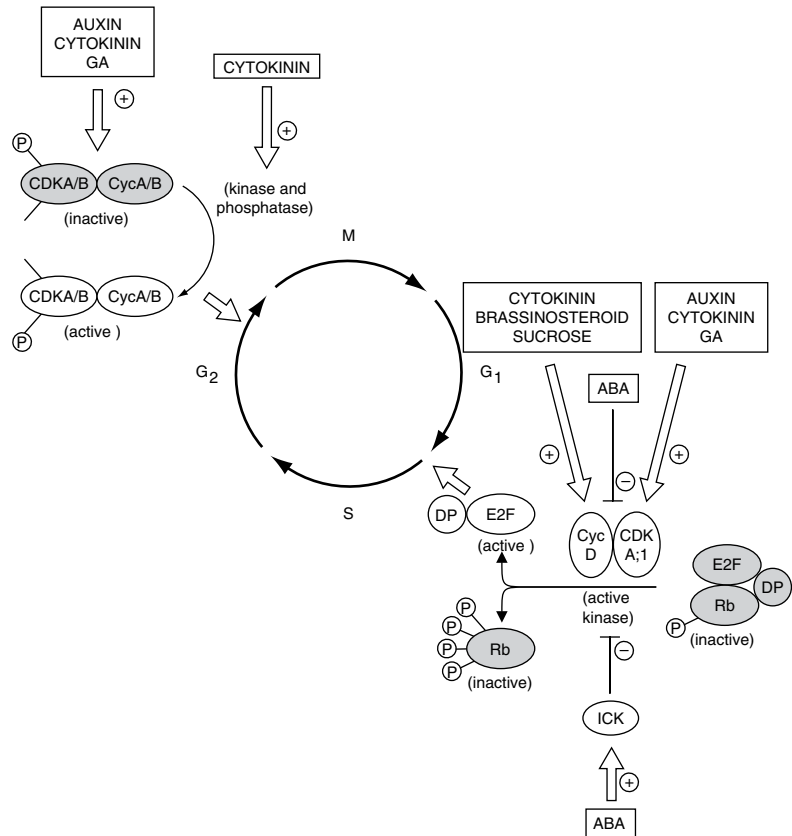 AUXIN
CYTOKININ
GA
CYTOKININ
+
+
P
CDKA/B
CycA/B
(inactive)
(kinase and
phosphatase)
CDKA/B
CycA/B
P
(active )
M
G2
G1
S
CYTOKININ
BRASSINOSTEROID
SUCROSE
AUXIN
CYTOKININ
GA
ABA
+
−
+
DP
E2F
(active )
Cyc
D
CDK
A;1
(active
kinase)
E2F
DP
Rb
P
(inactive)
P
P
P
P
Rb
(inactive)
−
ICK
+
ABA